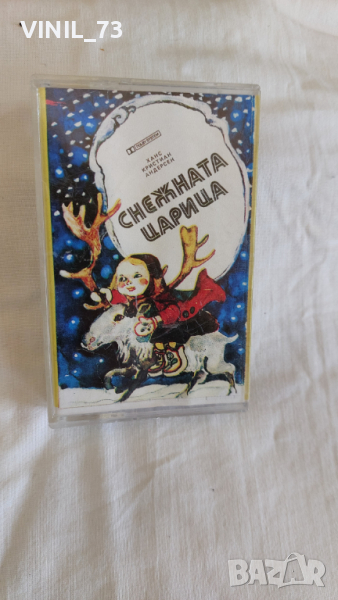 VINIL_73
ХАНС
КРИСТИАН
АНДЕРСЕН
СНЕЖНАТА
ЦАРИЦА
BAZAR